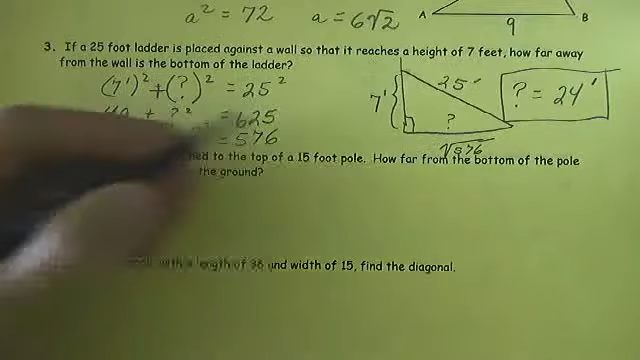 a² = 72 a = 6√2 A B
9
3. If a 25 foot ladder is placed against a wall so that it reaches a height of 7 feet, how far away
from the wall is the bottom of the ladder?
(7')² + (?)² = 25²
25'
7'
? = 24'
+ ?² = 625
?
= 576
√576
to the top of a 15 foot pole. How far from the bottom of the pole
the ground?
with a length of 36 and width of 15, find the diagonal.